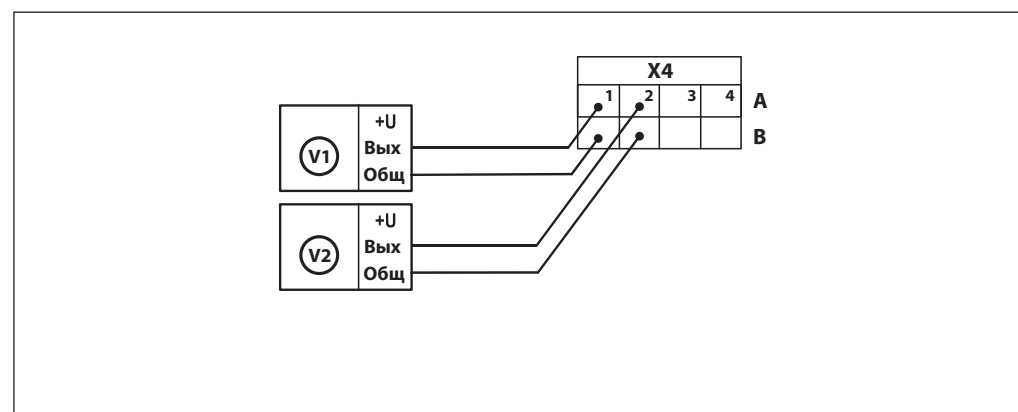 X4
1 2 3 4 A
B
+U
V1 Вых
Общ
+U
V2 Вых
Общ